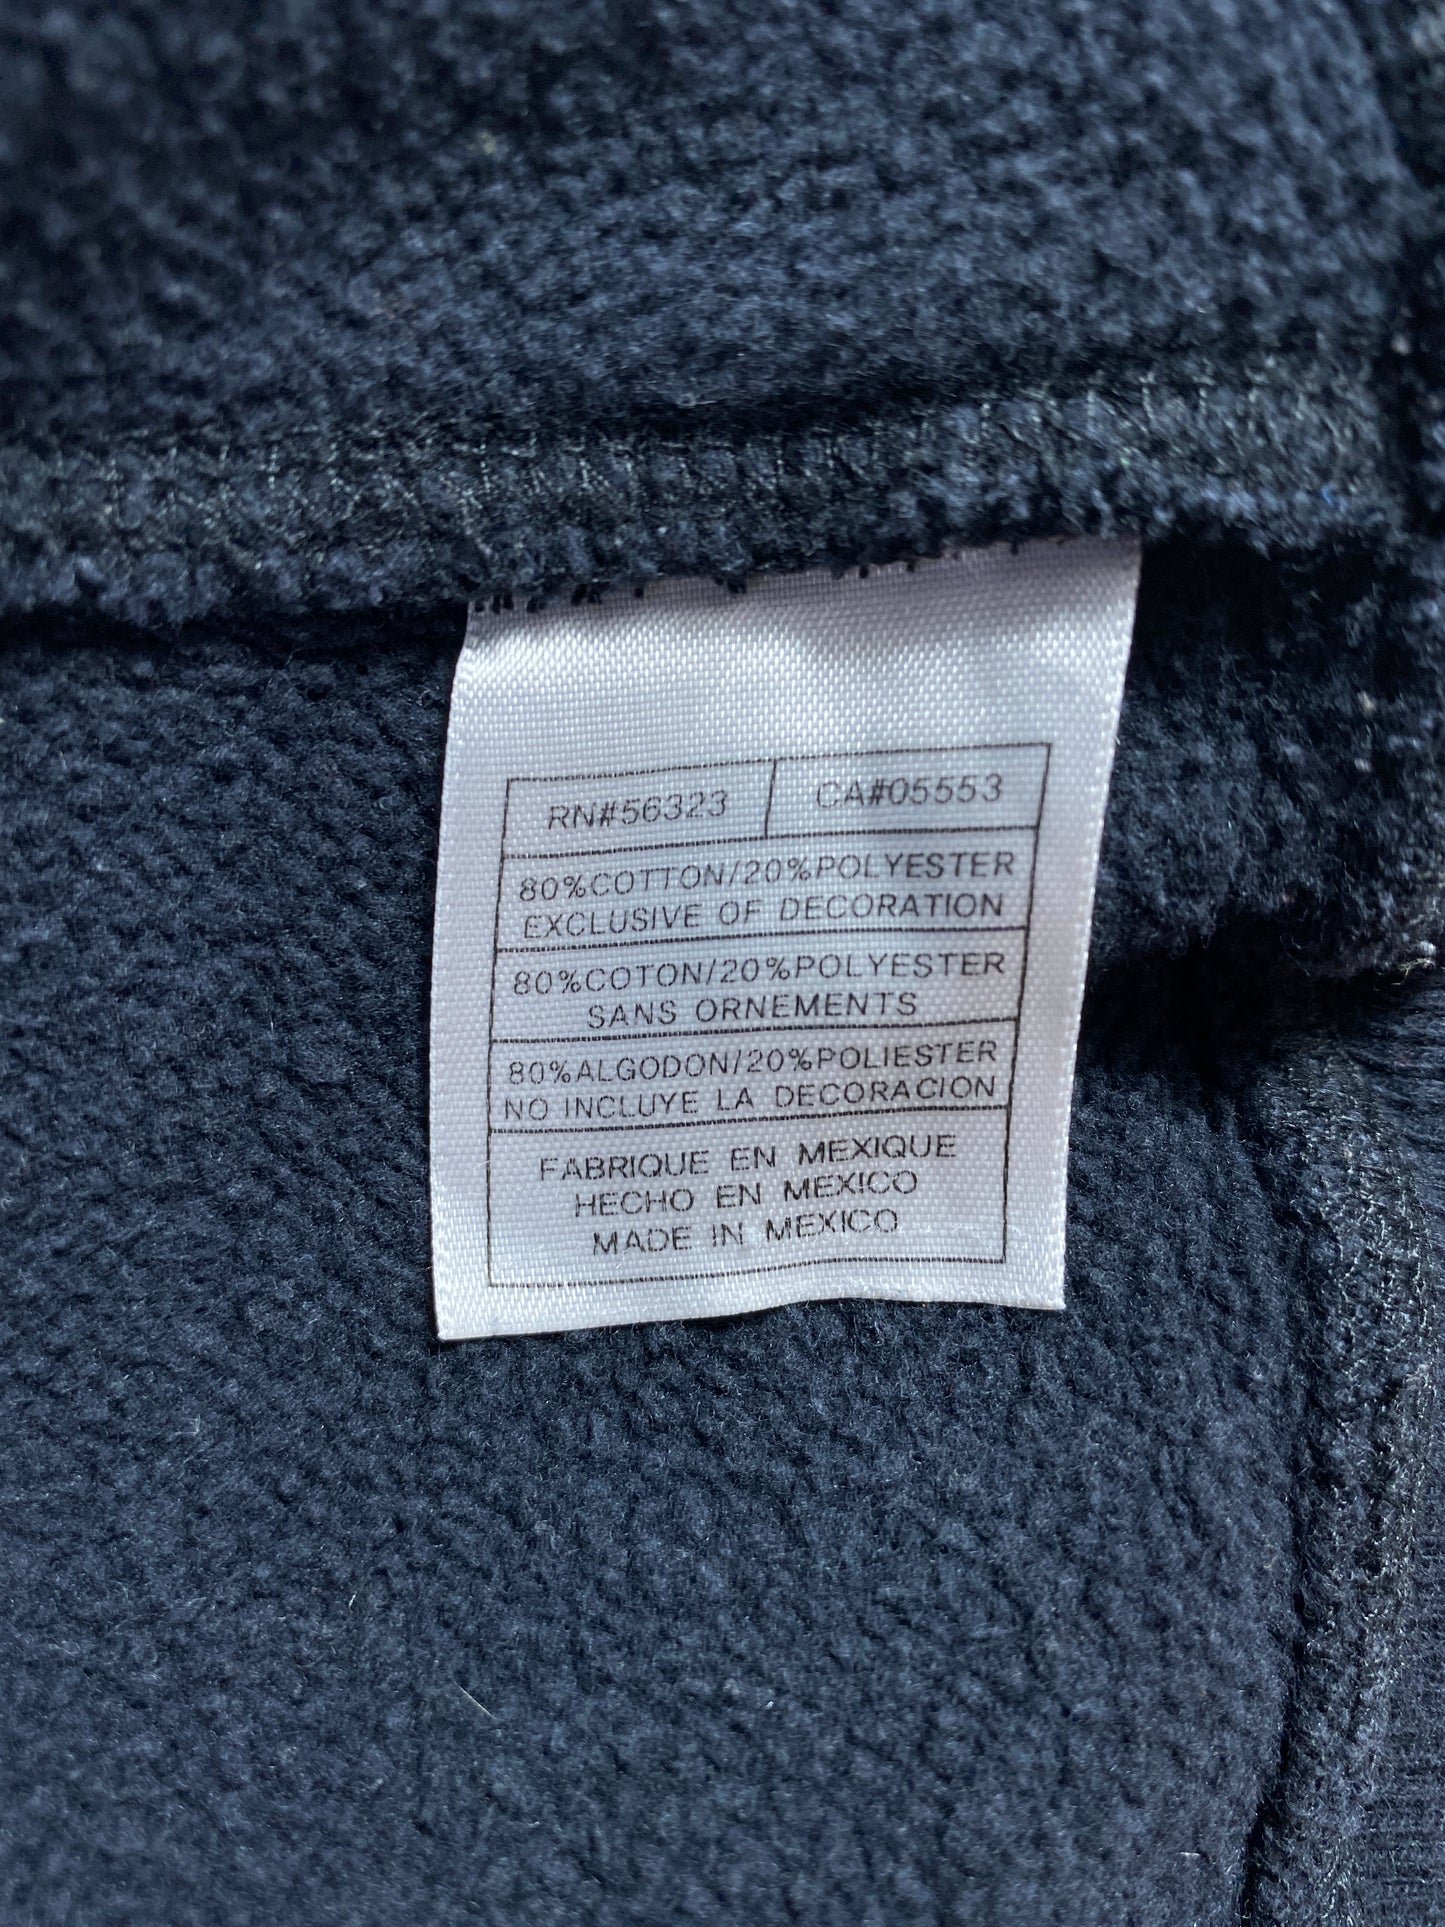 RN#56323 CA#05553
80%COTTON/20%POLYESTER
EXCLUSIVE OF DECORATION
80%COTON/20%POLYESTER
SANS ORNEMENTS
80%ALGODON/20%POLIESTER
NO INCLUYE LA DECORACION
FABRIQUE EN MEXIQUE
HECHO EN MEXICO
MADE IN MEXICO